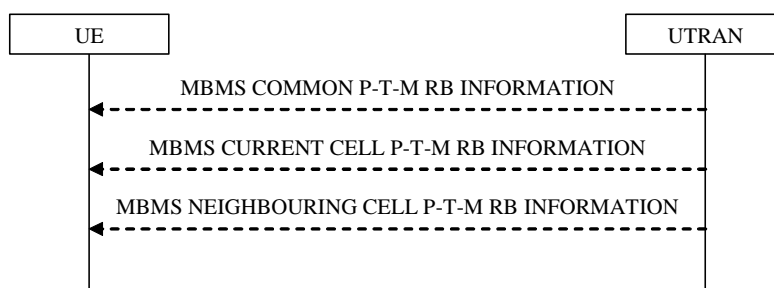 UE
UTRAN
MBMS COMMON P-T-M RB INFORMATION
MBMS CURRENT CELL P-T-M RB INFORMATION
MBMS NEIGHBOURING CELL P-T-M RB INFORMATION